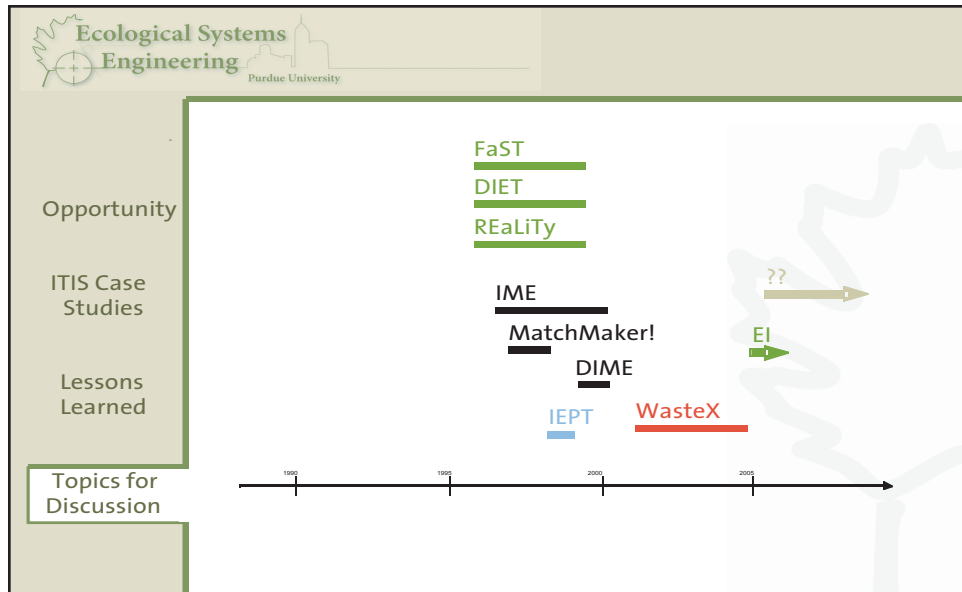 Ecological Systems
Engineering
Purdue University
Opportunity
ITIS Case
Studies
Lessons
Learned
Topics for
Discussion
FaST
DIET
REaLiTy
??
IME
MatchMaker!
EI
DIME
IEPT
WasteX
1990
1995
2000
2005